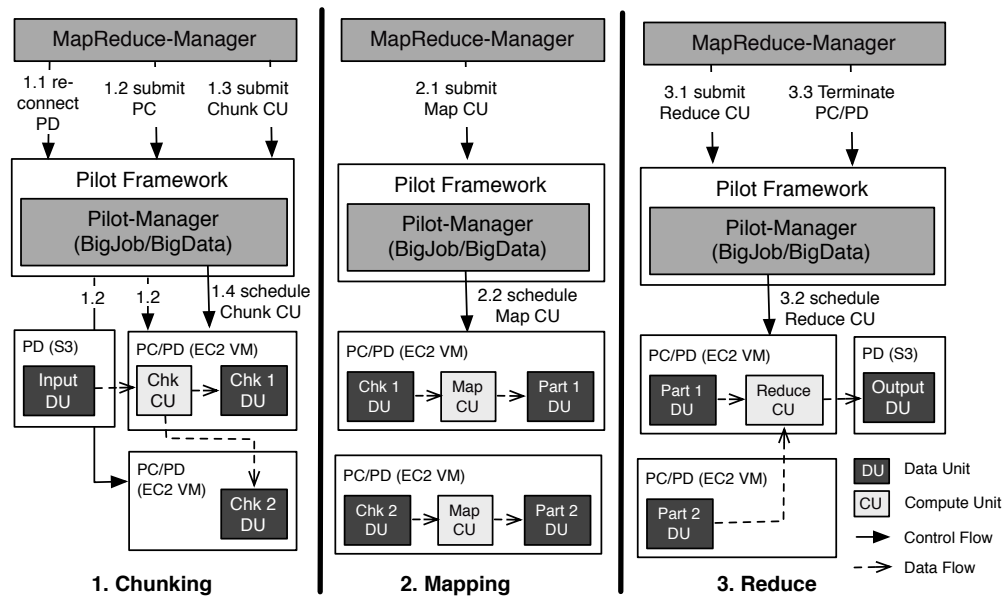 MapReduce-Manager
1.1 re-
connect
PD
1.2 submit
PC
1.3 submit
Chunk CU
Pilot Framework
Pilot-Manager
(BigJob/BigData)
1.2
1.2
1.4 schedule
Chunk CU
PD (S3)
Input
DU
PC/PD (EC2 VM)
Chk
CU
Chk 1
DU
PC/PD
(EC2 VM)
Chk 2
DU
1. Chunking
MapReduce-Manager
2.1 submit
Map CU
Pilot Framework
Pilot-Manager
(BigJob/BigData)
2.2 schedule
Map CU
PC/PD (EC2 VM)
Chk 1
DU
Map
CU
Part 1
DU
PC/PD (EC2 VM)
Chk 2
DU
Map
CU
Part 2
DU
2. Mapping
MapReduce-Manager
3.1 submit
Reduce CU
3.3 Terminate
PC/PD
Pilot Framework
Pilot-Manager
(BigJob/BigData)
3.2 schedule
Reduce CU
PC/PD (EC2 VM)
Part 1
DU
Reduce
CU
PD (S3)
Output
DU
PC/PD (EC2 VM)
Part 2
DU
DU Data Unit
CU Compute Unit
Control Flow
Data Flow
3. Reduce